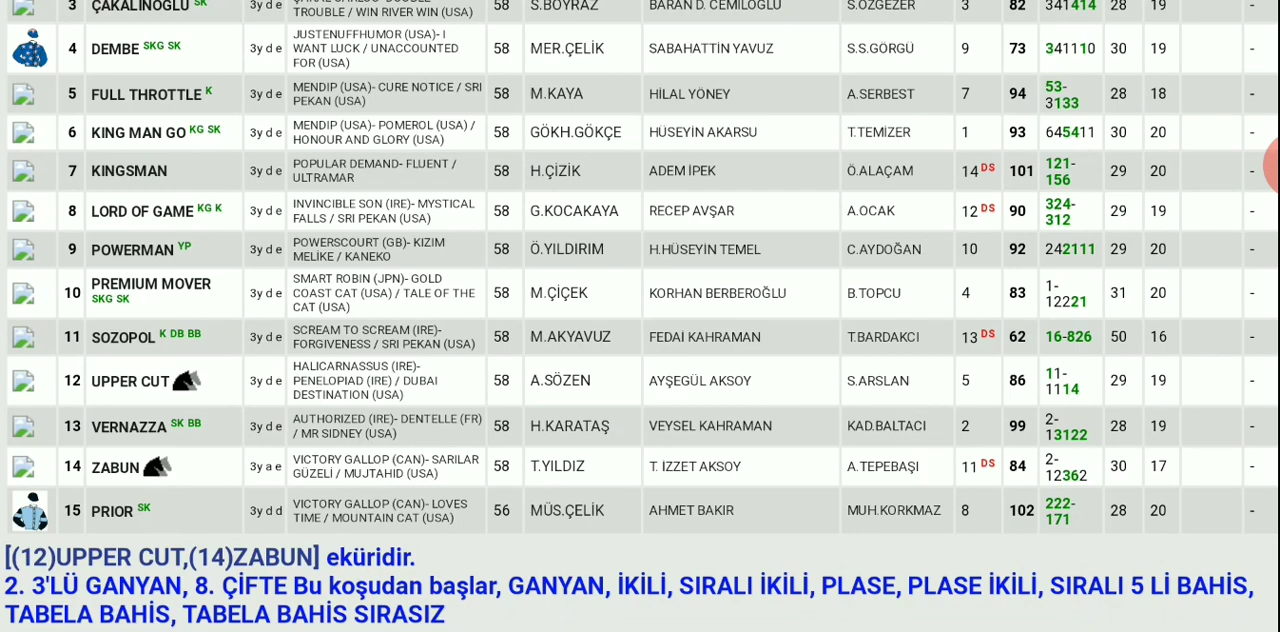 3 ÇAKALINOĞLU SK 3y d e TROUBLE / WIN RIVER WIN (USA) 58 S.BOYRAZ BARAN D. CEMİLOĞLU S.ÖZGEZER 3 82 341414 28 19 -
4 DEMBE SKG SK 3y d e JUSTENUFFHUMOR (USA)- I WANT LUCK / UNACCOUNTED FOR (USA) 58 MER.ÇELİK SABAHATTİN YAVUZ S.S.GÖRGÜ 9 73 341110 30 19 -
5 FULL THROTTLE K 3y d e MENDIP (USA)- CURE NOTICE / SRI PEKAN (USA) 58 M.KAYA HİLAL YÖNEY A.SERBEST 7 94 53-3133 28 18 -
6 KING MAN GO KG SK 3y d e MENDIP (USA)- POMEROL (USA) / HONOUR AND GLORY (USA) 58 GÖKH.GÖKÇE HÜSEYİN AKARSU T.TEMİZER 1 93 645411 30 20 -
7 KINGSMAN 3y d e POPULAR DEMAND- FLUENT / ULTRAMAR 58 H.ÇİZİK ADEM İPEK Ö.ALAÇAM 14 DS 101 121-156 29 20 -
8 LORD OF GAME KG K 3y d e INVINCIBLE SON (IRE)- MYSTICAL FALLS / SRI PEKAN (USA) 58 G.KOCAKAYA RECEP AVŞAR A.OCAK 12 DS 90 324-312 29 19 -
9 POWERMAN YP 3y d e POWERSCOURT (GB)- KIZIM MELİKE / KANEKO 58 Ö.YILDIRIM H.HÜSEYİN TEMEL C.AYDOĞAN 10 92 242111 29 20 -
10 PREMIUM MOVER SKG SK 3y d e SMART ROBIN (JPN)- GOLD COAST CAT (USA) / TALE OF THE CAT (USA) 58 M.ÇİÇEK KORHAN BERBEROĞLU B.TOPCU 4 83 1-12221 31 20 -
11 SOZOPOL K DB BB 3y d e SCREAM TO SCREAM (IRE)- FORGIVENESS / SRI PEKAN (USA) 58 M.AKYAVUZ FEDAİ KAHRAMAN T.BARDAKCI 13 DS 62 16-826 50 16 -
12 UPPER CUT 3y d e HALICARNASSUS (IRE)- PENELOPIAD (IRE) / DUBAI DESTINATION (USA) 58 A.SÖZEN AYŞEGÜL AKSOY S.ARSLAN 5 86 11-1114 29 19 -
13 VERNAZZA SK BB 3y d e AUTHORIZED (IRE)- DENTELLE (FR) / MR SIDNEY (USA) 58 H.KARATAŞ VEYSEL KAHRAMAN KAD.BALTACI 2 99 2-13122 28 19 -
14 ZABUN 3y a e VICTORY GALLOP (CAN)- SARILAR GÜZELİ / MUJTAHID (USA) 58 T.YILDIZ T. İZZET AKSOY A.TEPEBAŞI 11 DS 84 2-12362 30 17 -
15 PRIOR SK 3y d d VICTORY GALLOP (CAN)- LOVES TIME / MOUNTAIN CAT (USA) 56 MÜS.ÇELİK AHMET BAKIR MUH.KORKMAZ 8 102 222-171 28 20 -
[(12)UPPER CUT,(14)ZABUN] eküridir.
2. 3'LÜ GANYAN, 8. ÇİFTE Bu koşudan başlar, GANYAN, İKİLİ, SIRALI İKİLİ, PLASE, PLASE İKİLİ, SIRALI 5 Lİ BAHİS,
TABELA BAHİS, TABELA BAHİS SIRASIZ